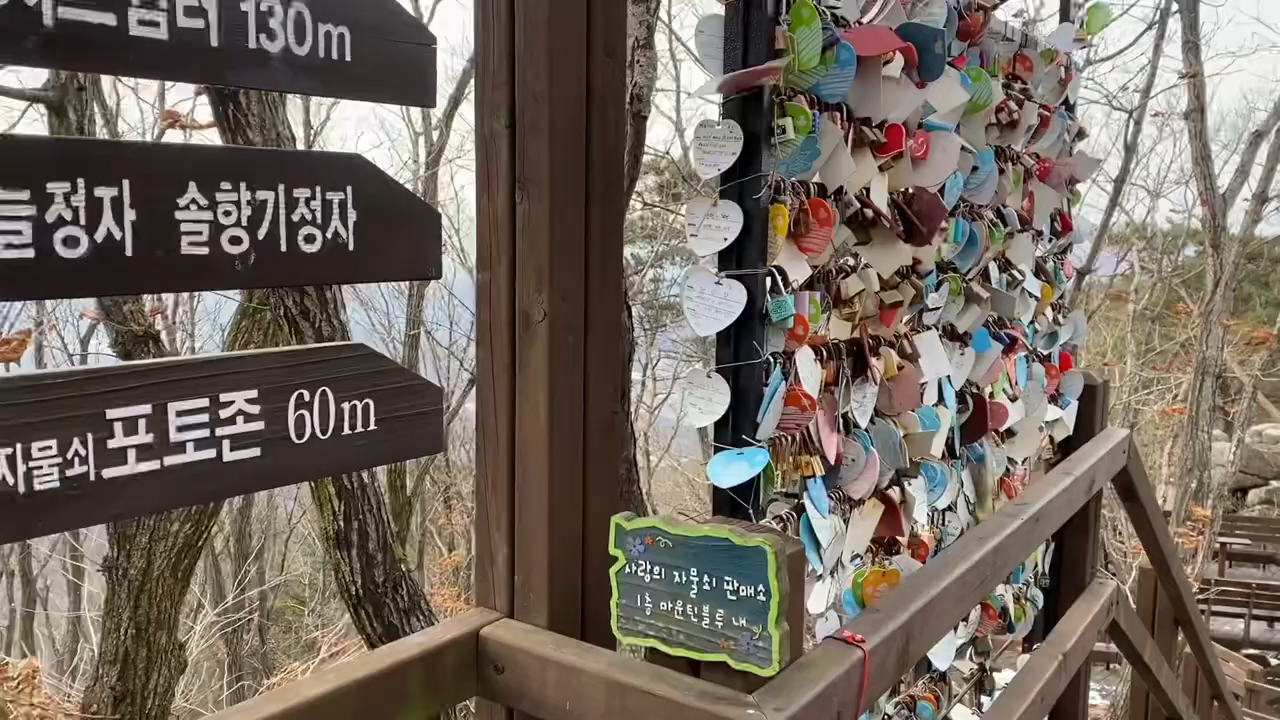 130m
정자 솔향기정자
자물쇠 포토존 60m
사랑의 자물쇠 판매소
1층 마운틴블루 내